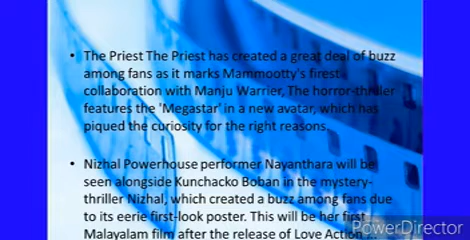 • The Priest The Priest has created a great deal of buzz
among fans as it marks Mammootty's firest
collaboration with Manju Warrier, The horror-thriller
features the 'Megastar' in a new avatar, which has
piqued the curiosity for the right reasons.
• Nizhal Powerhouse performer Nayanthara will be
seen alongside Kunchacko Boban in the mystery-
thriller Nizhal, which created a buzz among fans due
to its eerie first-look poster. This will be her first
Malayalam film after the release of Love Action
PowerDirector